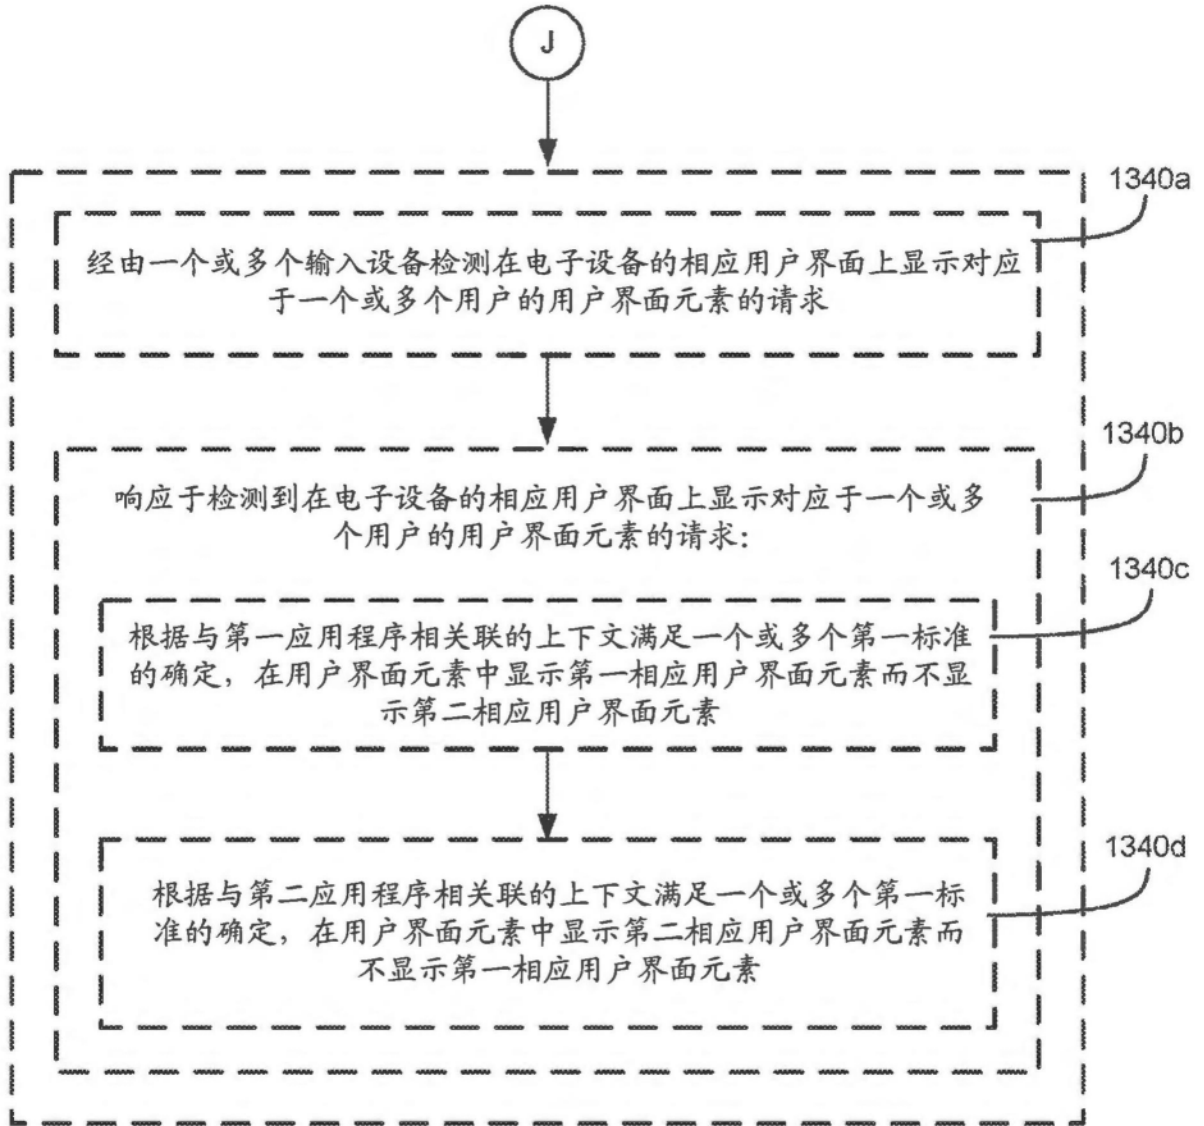 J
1340a
经由一个或多个输入设备检测在电子设备的相应用户界面上显示对应
于一个或多个用户的用户界面元素的请求
1340b
响应于检测到在电子设备的相应用户界面上显示对应于一个或多
个用户的用户界面元素的请求：
1340c
根据与第一应用程序相关联的上下文满足一个或多个第一标准
的确定，在用户界面元素中显示第一相应用户界面元素而不显
示第二相应用户界面元素
1340d
根据与第二应用程序相关联的上下文满足一个或多个第一标
准的确定，在用户界面元素中显示第二相应用户界面元素而
不显示第一相应用户界面元素